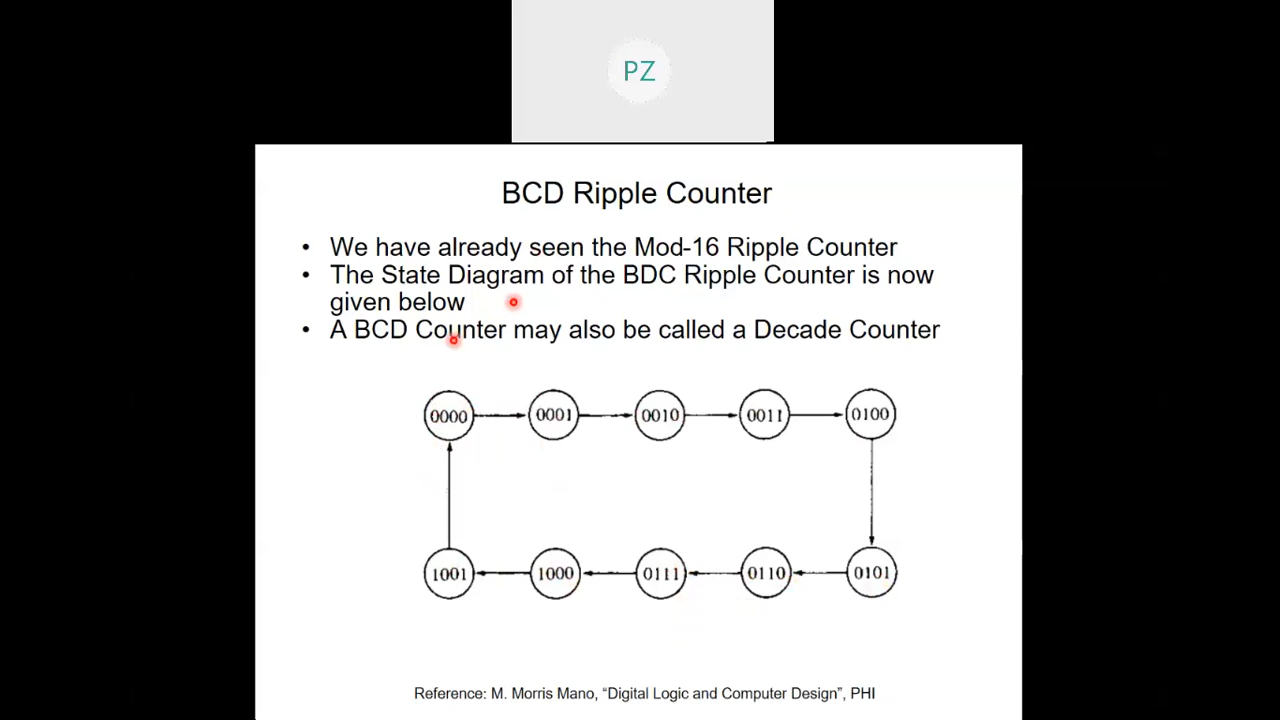 PZ
BCD Ripple Counter
• We have already seen the Mod-16 Ripple Counter
• The State Diagram of the BDC Ripple Counter is now
given below
• A BCD Counter may also be called a Decade Counter
0000 0001 0010 0011 0100
1001 1000 0111 0110 0101
Reference: M. Morris Mano, “Digital Logic and Computer Design”, PHI